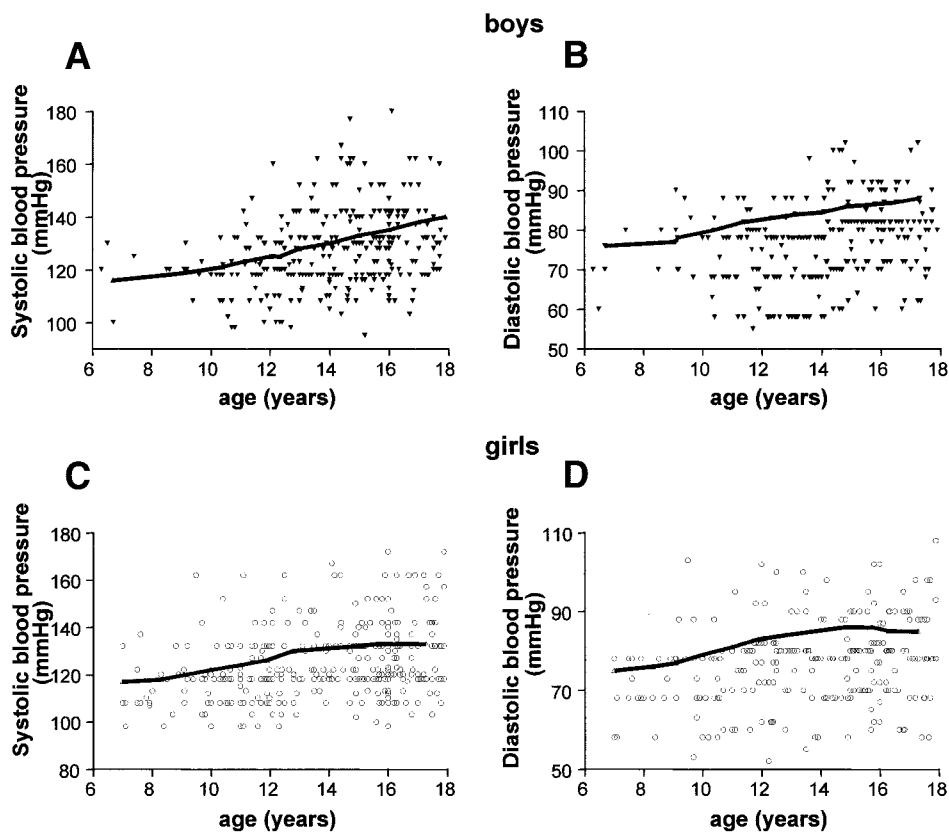 boys
A
B
Systolic blood pressure
(mmHg)
180
160
140
120
100
6 8 10 12 14 16 18
age (years)
Diastolic blood pressure
(mmHg)
110
100
90
80
70
60
50
6 8 10 12 14 16 18
age (years)
girls
C
D
Systolic blood pressure
(mmHg)
180
160
140
120
100
80
6 8 10 12 14 16 18
age (years)
Diastolic blood pressure
(mmHg)
110
90
70
50
6 8 10 12 14 16 18
age (years)